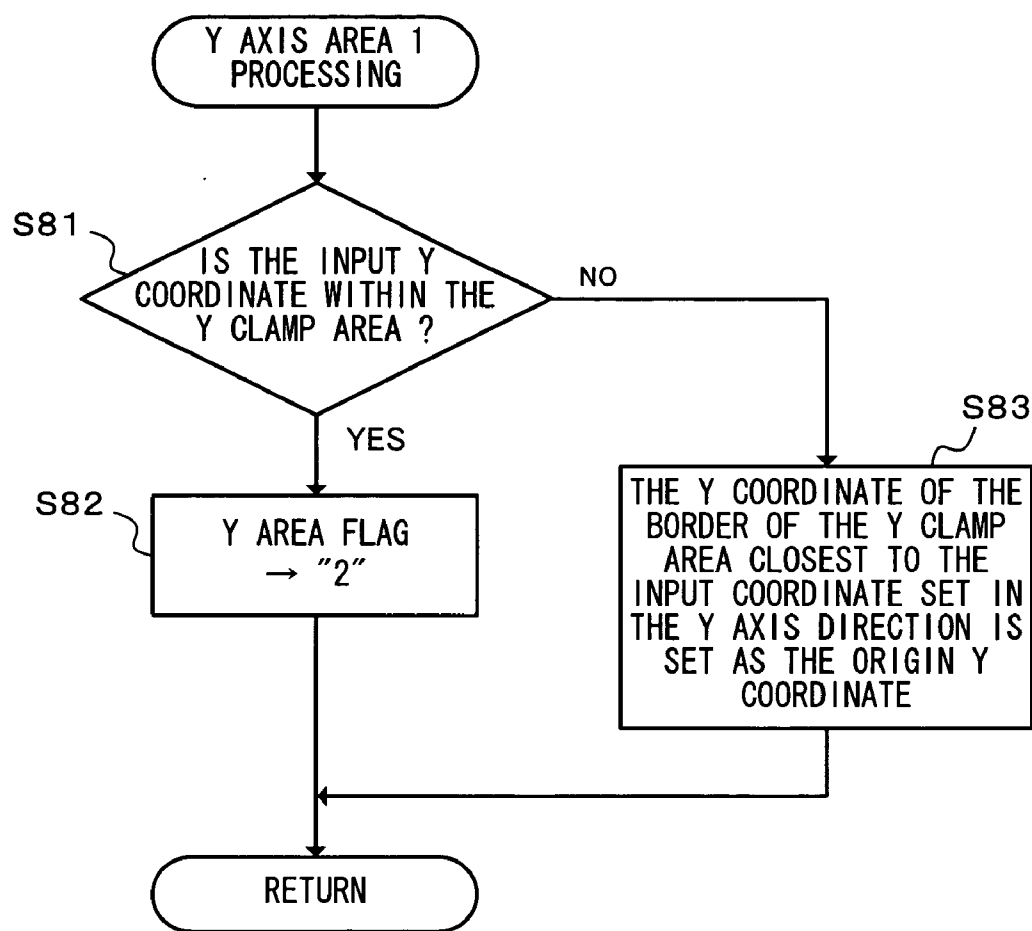 Y AXIS AREA 1
PROCESSING
S81
IS THE INPUT Y
COORDINATE WITHIN THE
Y CLAMP AREA ?
NO
YES
S82
Y AREA FLAG
→ "2"
S83
THE Y COORDINATE OF THE
BORDER OF THE Y CLAMP
AREA CLOSEST TO THE
INPUT COORDINATE SET IN
THE Y AXIS DIRECTION IS
SET AS THE ORIGIN Y
COORDINATE
RETURN